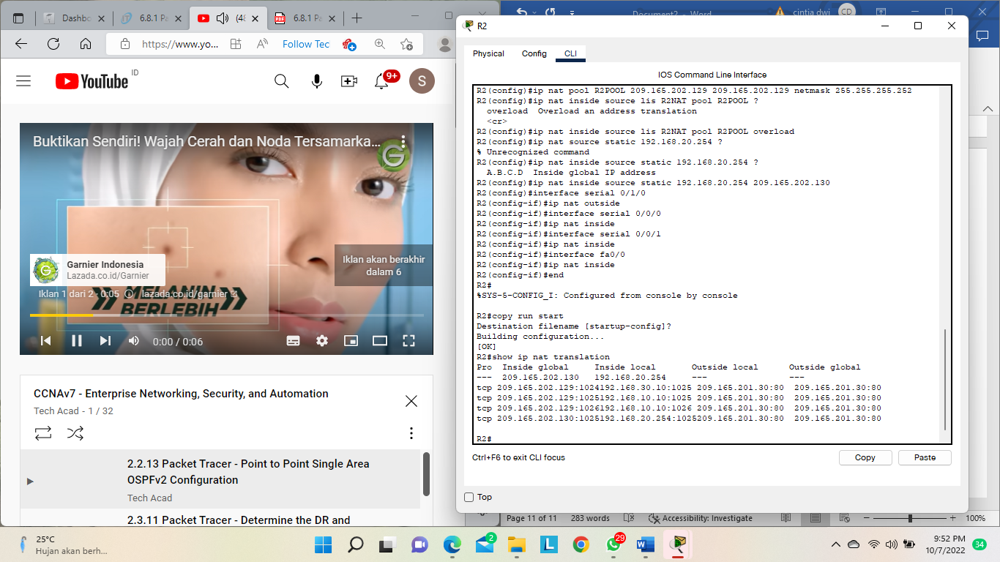 Dashbo
6.8.1 Pa
(48
6.8.1 Pa
https://www.yo...
Follow Tec
YouTube ID
9+
S
Buktikan Sendiri! Wajah Cerah dan Noda Tersamarka...
G
Garnier Indonesia
Lazada.co.id/Garnier
Iklan akan berakhir
dalam 6
Iklan 1 dari 2 · 0:05
lazada.co.id/garnier
MELANIN
BERLEBIH
0:00 / 0:06
CCNAv7 - Enterprise Networking, Security, and Automation
Tech Acad - 1 / 32
2.2.13 Packet Tracer - Point to Point Single Area
OSPFv2 Configuration
Tech Acad
2.3.11 Packet Tracer - Determine the DR and
Document2 - Word
cintia dwi
CD
R2
Physical
Config
CLI
IOS Command Line Interface
R2(config)#ip nat pool R2POOL 209.165.202.129 209.165.202.129 netmask 255.255.255.252
R2(config)#ip nat inside source lis R2NAT pool R2POOL ?
overload Overload an address translation
<cr>
R2(config)#ip nat inside source lis R2NAT pool R2POOL overload
R2(config)#ip nat source static 192.168.20.254 ?
% Unrecognized command
R2(config)#ip nat inside source static 192.168.20.254 ?
A.B.C.D Inside global IP address
R2(config)#ip nat inside source static 192.168.20.254 209.165.202.130
R2(config)#interface serial 0/1/0
R2(config-if)#ip nat outside
R2(config-if)#interface serial 0/0/0
R2(config-if)#ip nat inside
R2(config-if)#interface serial 0/0/1
R2(config-if)#ip nat inside
R2(config-if)#interface fa0/0
R2(config-if)#ip nat inside
R2(config-if)#end
R2#
%SYS-5-CONFIG_I: Configured from console by console
R2#copy run start
Destination filename [startup-config]?
Building configuration...
[OK]
R2#show ip nat translation
Pro Inside global Inside local Outside local Outside global
--- 209.165.202.130 192.168.20.254 --- ---
tcp 209.165.202.129:1024192.168.30.10:1025 209.165.201.30:80 209.165.201.30:80
tcp 209.165.202.129:1025192.168.10.10:1025 209.165.201.30:80 209.165.201.30:80
tcp 209.165.202.129:1026192.168.10.10:1026 209.165.201.30:80 209.165.201.30:80
tcp 209.165.202.130:1025192.168.20.254:1025209.165.201.30:80 209.165.201.30:80
R2#
Ctrl+F6 to exit CLI focus
Copy
Paste
Top
Page 11 of 11
283 words
Accessibility: Investigate
100%
25°C
Hujan akan berh...
2
L
29
W
9:52 PM
10/7/2022
34